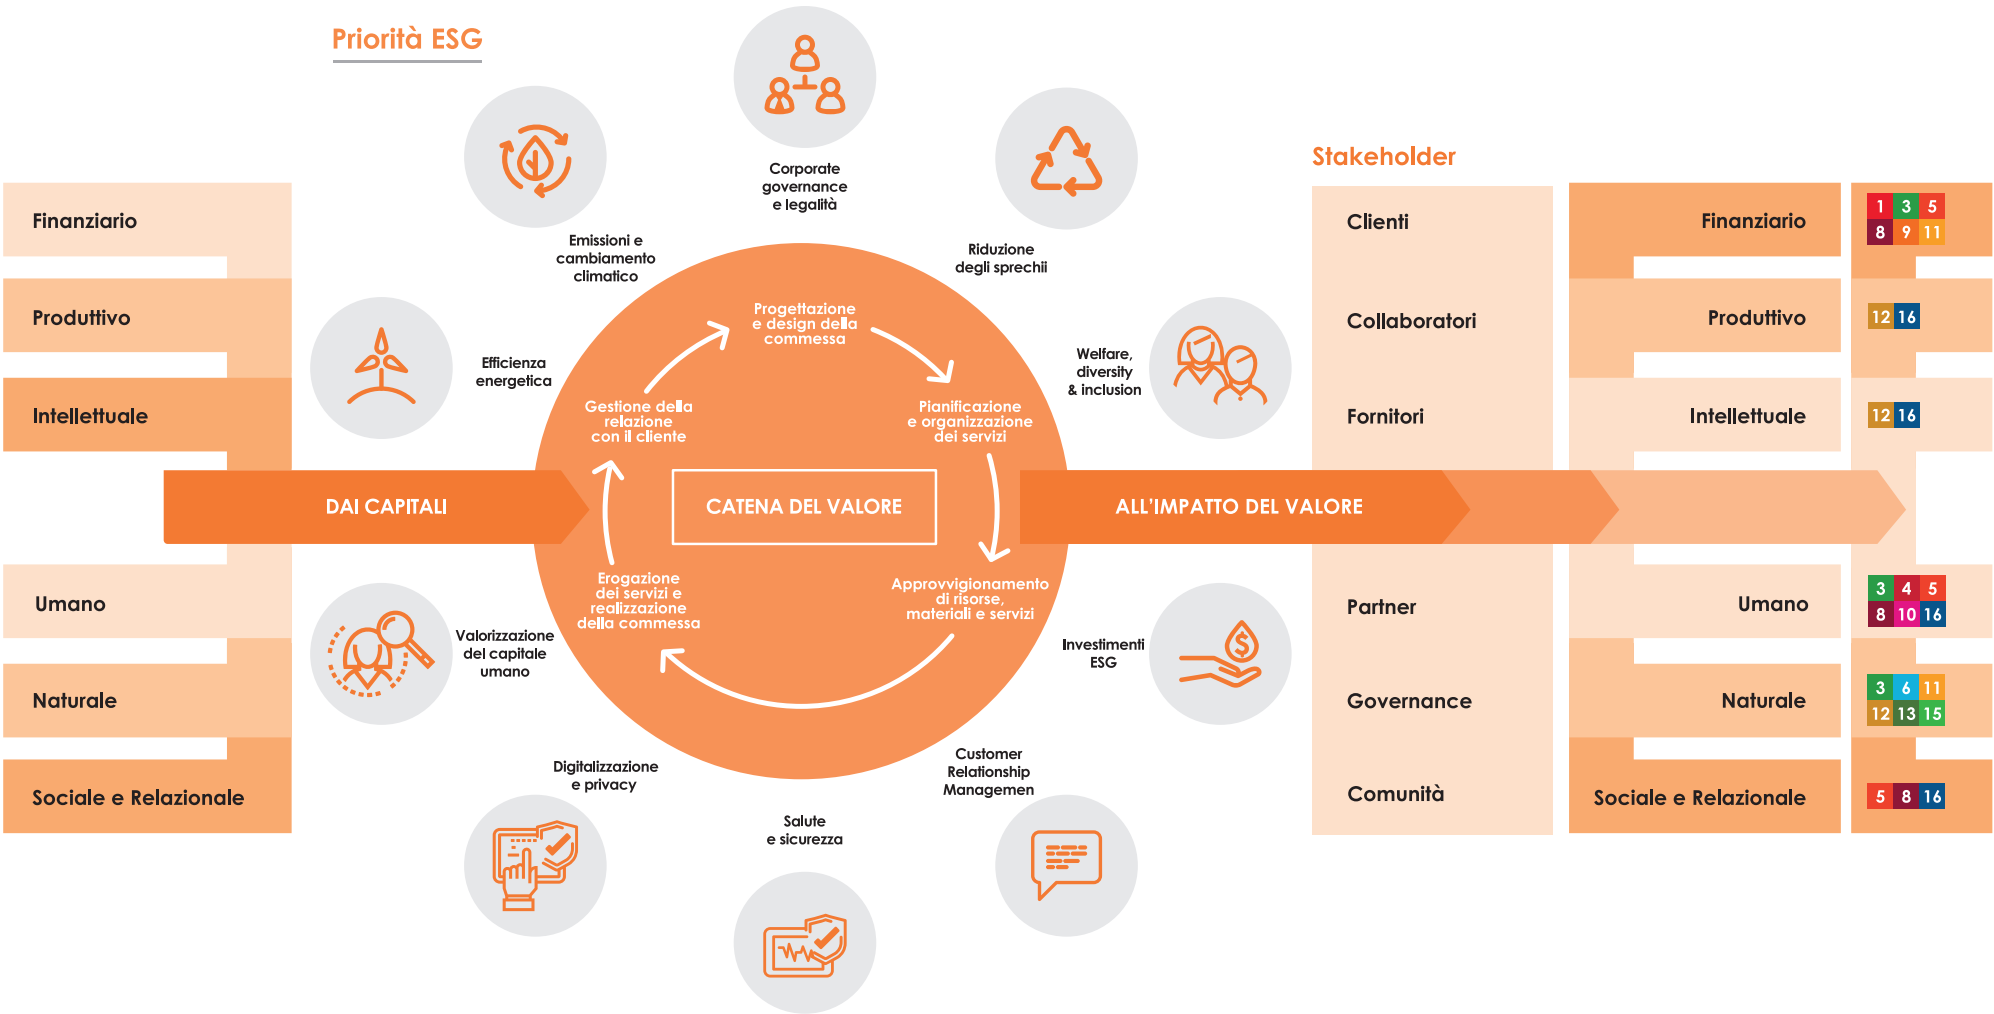 Priorità ESG
Finanziario
Produttivo
Intellettuale
DAI CAPITALI
Umano
Naturale
Sociale e Relazionale
Corporate
governance
e legalità
Emissioni e
cambiamento
climatico
Riduzione
degli sprechii
Efficienza
energetica
Welfare,
diversity
& inclusion
Progettazione
e design della
commessa
Gestione della
relazione
con il cliente
Pianificazione
e organizzazione
dei servizi
CATENA DEL VALORE
Erogazione
dei servizi e
realizzazione
della commessa
Approvvigionamento
di risorse,
materiali e servizi
Valorizzazione
del capitale
umano
Investimenti
ESG
Digitalizzazione
e privacy
Customer
Relationship
Managemen
Salute
e sicurezza
ALL'IMPATTO DEL VALORE
Stakeholder
Clienti
Collaboratori
Fornitori
Partner
Governance
Comunità
Finanziario
1 3 5
8 9 11
Produttivo
12 16
Intellettuale
12 16
Umano
3 4 5
8 10 16
Naturale
3 6 11
12 13 15
Sociale e Relazionale
5 8 16